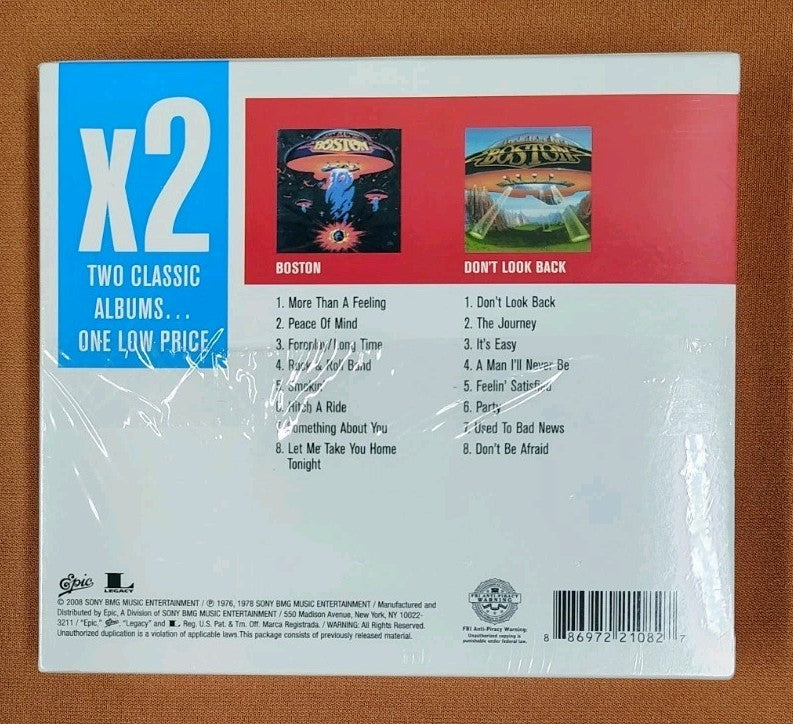 x2
TWO CLASSIC
ALBUMS...
ONE LOW PRICE
BOSTON
BOSTON
BOSTON
1. More Than A Feeling
2. Peace Of Mind
3. Foreplay/Long Time
4. Rock & Roll Band
5. Smokin'
6. Hitch A Ride
7. Something About You
8. Let Me Take You Home
Tonight
DON'T LOOK BACK
1. Don't Look Back
2. The Journey
3. It's Easy
4. A Man I'll Never Be
5. Feelin' Satisfied
6. Party
7. Used To Bad News
8. Don't Be Afraid
Epic
L
LEGACY
© 2008 SONY BMG MUSIC ENTERTAINMENT / ℗ 1976, 1978 SONY BMG MUSIC ENTERTAINMENT / Manufactured and
Distributed by Epic, A Division of SONY BMG MUSIC ENTERTAINMENT / 550 Madison Avenue, New York, NY 10022-
3211 / "Epic," Epic, "Legacy" and L, Reg. U.S. Pat. & Tm. Off. Marca Registrada. / WARNING: All Rights Reserved.
Unauthorized duplication is a violation of applicable laws.This package consists of previously released material.
FBI ANTI-PIRACY
WARNING
FBI Anti-Piracy Warning:
Unauthorized copying is
punishable under federal law.
8 86972 21082 7